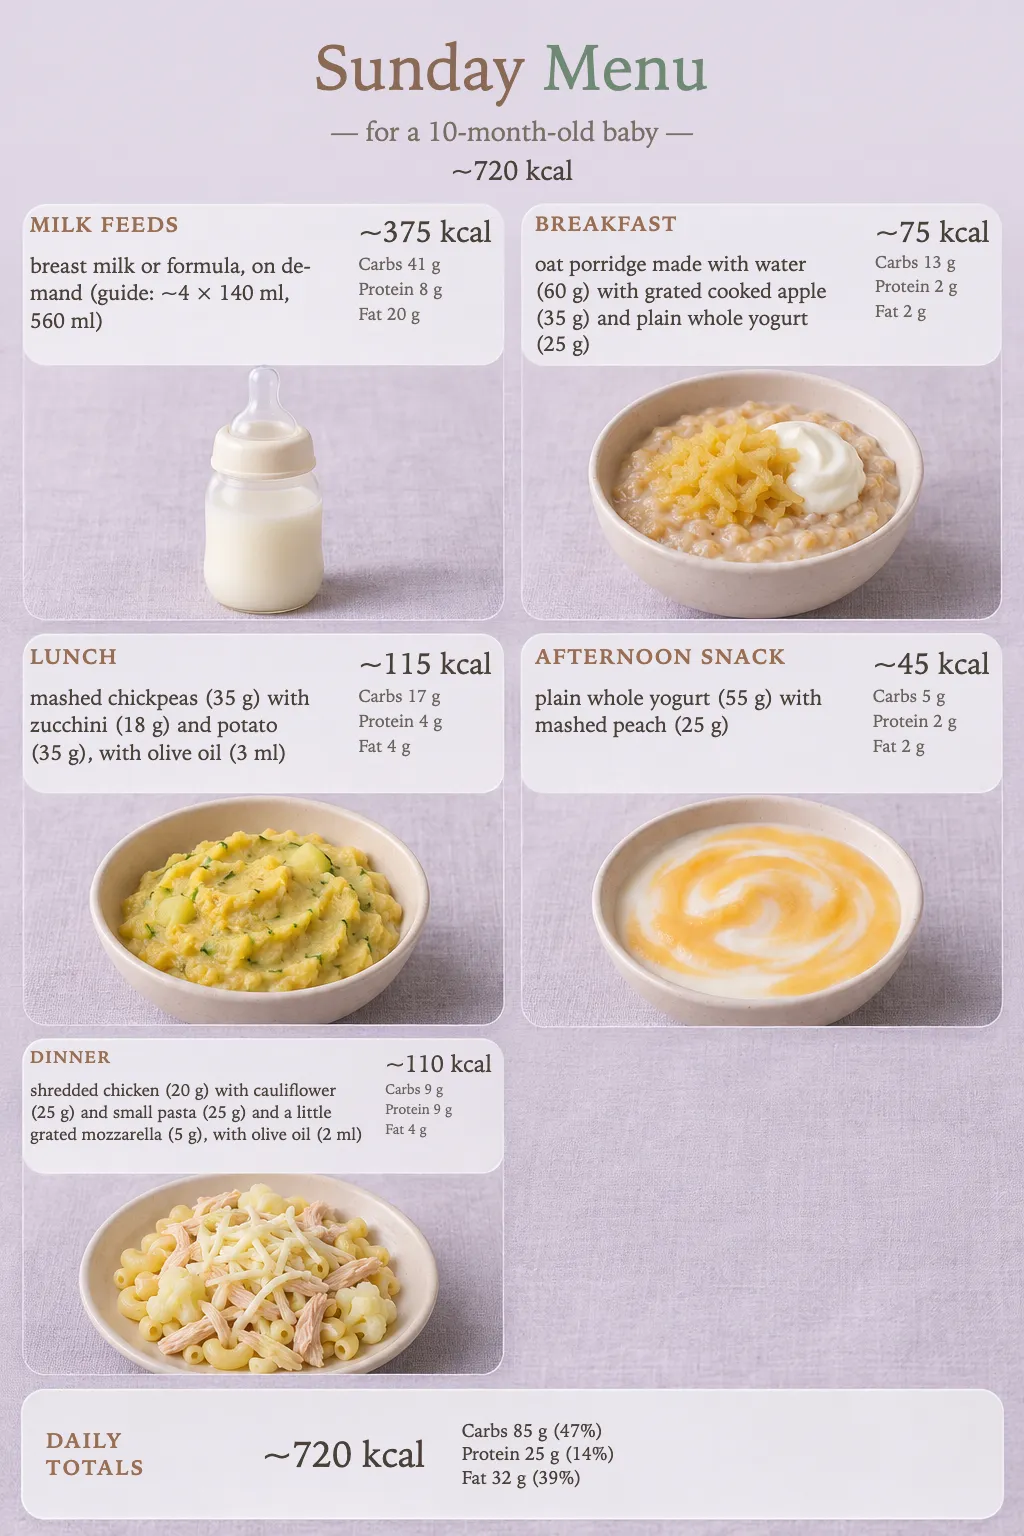 Sunday Menu
— for a 10-month-old baby —
~720 kcal
MILK FEEDS
~375 kcal
breast milk or formula, on de-
mand (guide: ~4 × 140 ml,
560 ml)
Carbs 41 g
Protein 8 g
Fat 20 g
BREAKFAST
~75 kcal
oat porridge made with water
(60 g) with grated cooked apple
(35 g) and plain whole yogurt
(25 g)
Carbs 13 g
Protein 2 g
Fat 2 g
LUNCH
~115 kcal
mashed chickpeas (35 g) with
zucchini (18 g) and potato
(35 g), with olive oil (3 ml)
Carbs 17 g
Protein 4 g
Fat 4 g
AFTERNOON SNACK
~45 kcal
plain whole yogurt (55 g) with
mashed peach (25 g)
Carbs 5 g
Protein 2 g
Fat 2 g
DINNER
~110 kcal
shredded chicken (20 g) with cauliflower
(25 g) and small pasta (25 g) and a little
grated mozzarella (5 g), with olive oil (2 ml)
Carbs 9 g
Protein 9 g
Fat 4 g
DAILY
TOTALS
~720 kcal
Carbs 85 g (47%)
Protein 25 g (14%)
Fat 32 g (39%)